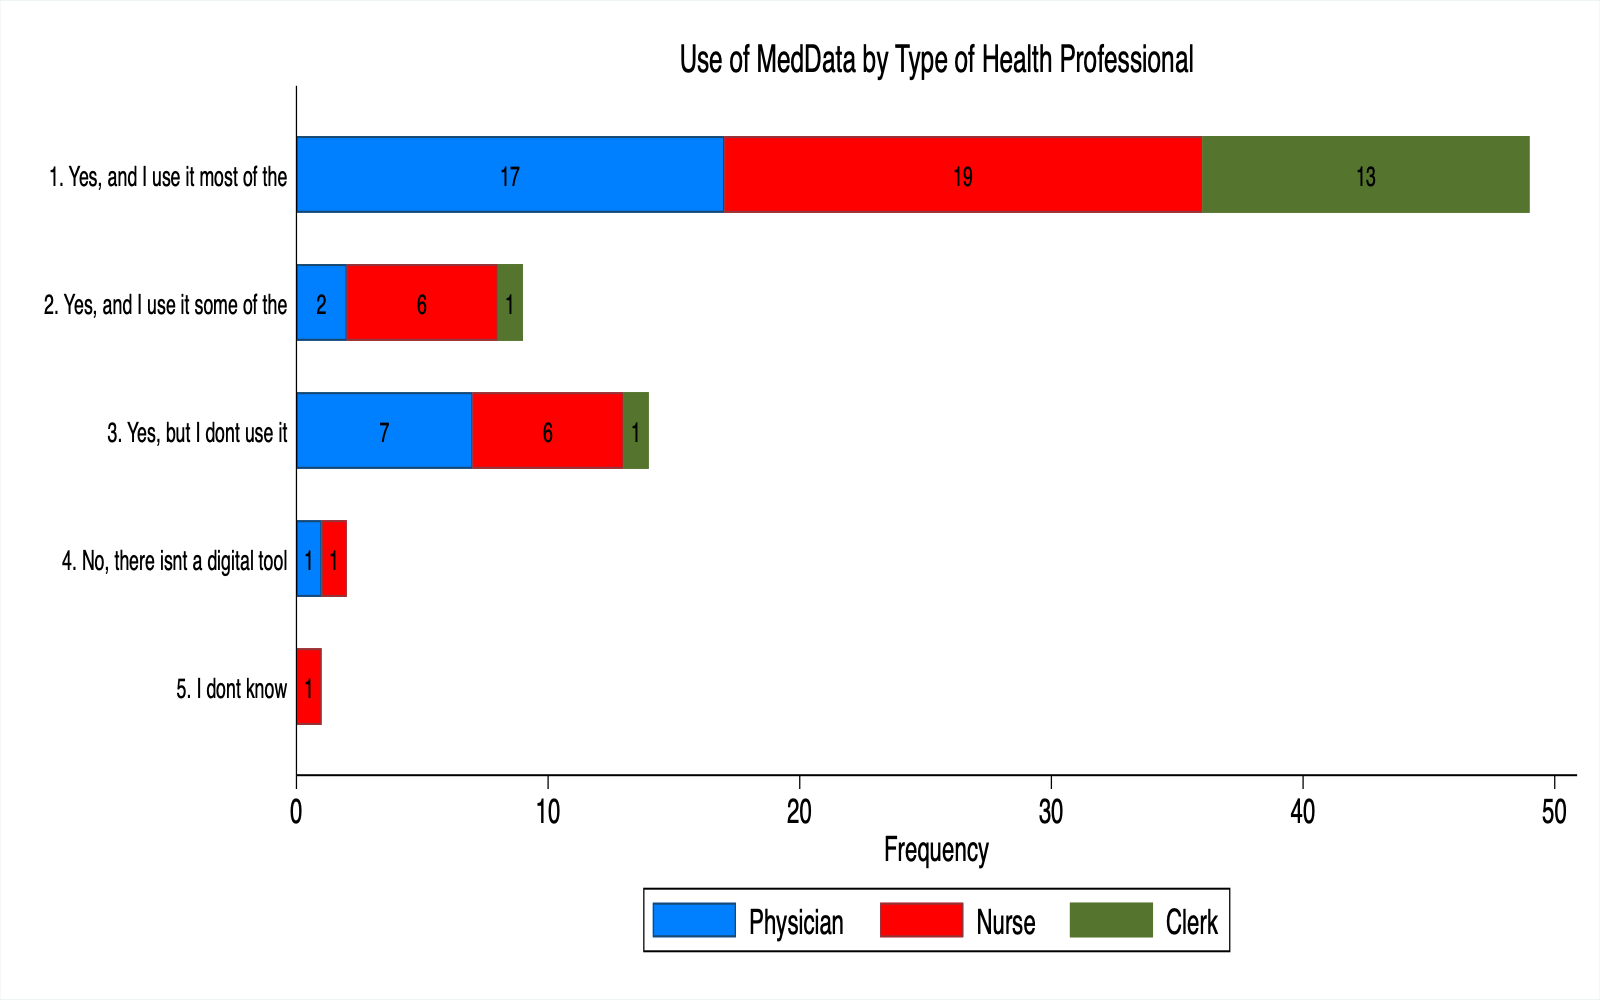 Use of MedData by Type of Health Professional
1. Yes, and I use it most of the
17 19 13
2. Yes, and I use it some of the
2 6 1
3. Yes, but I dont use it
7 6 1
4. No, there isnt a digital tool
1 1
5. I dont know
1
0 10 20 30 40 50
Frequency
Physician Nurse Clerk